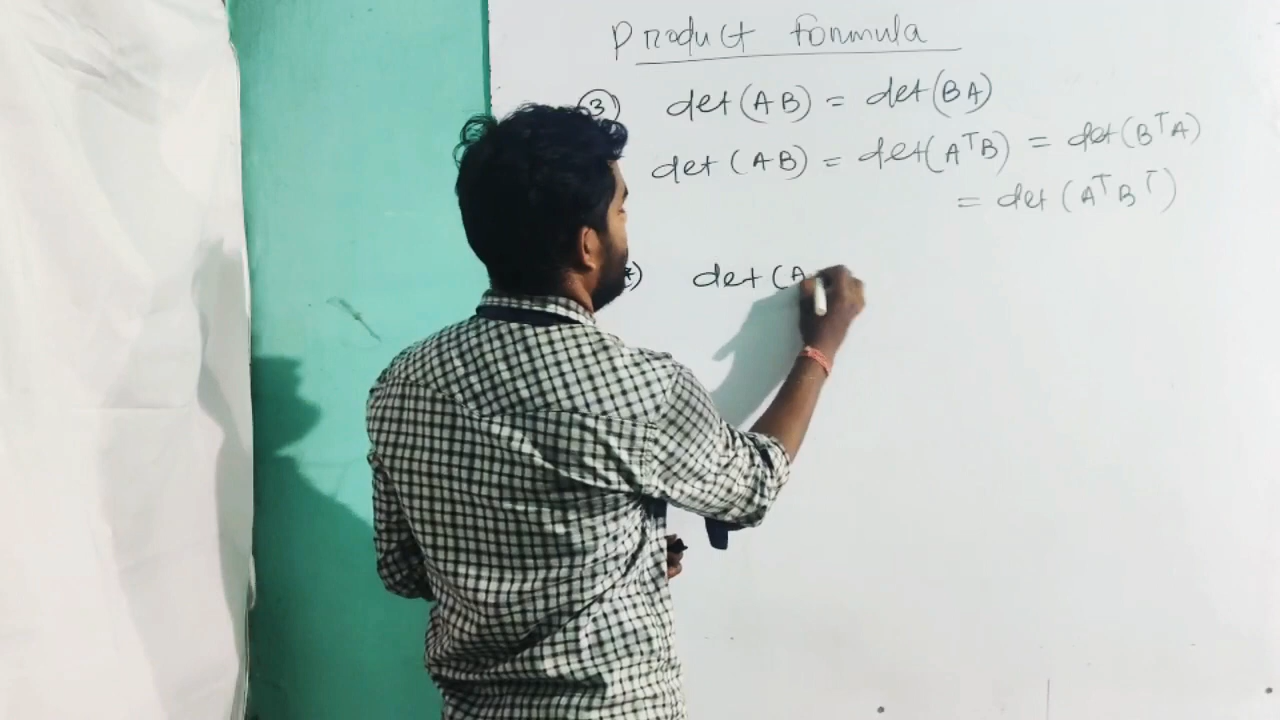 Product formula
3 det(AB) = det(BA)
det(AB) = det(AᵀB) = det(BᵀA)
= det(AᵀBᵀ)
*) det(A